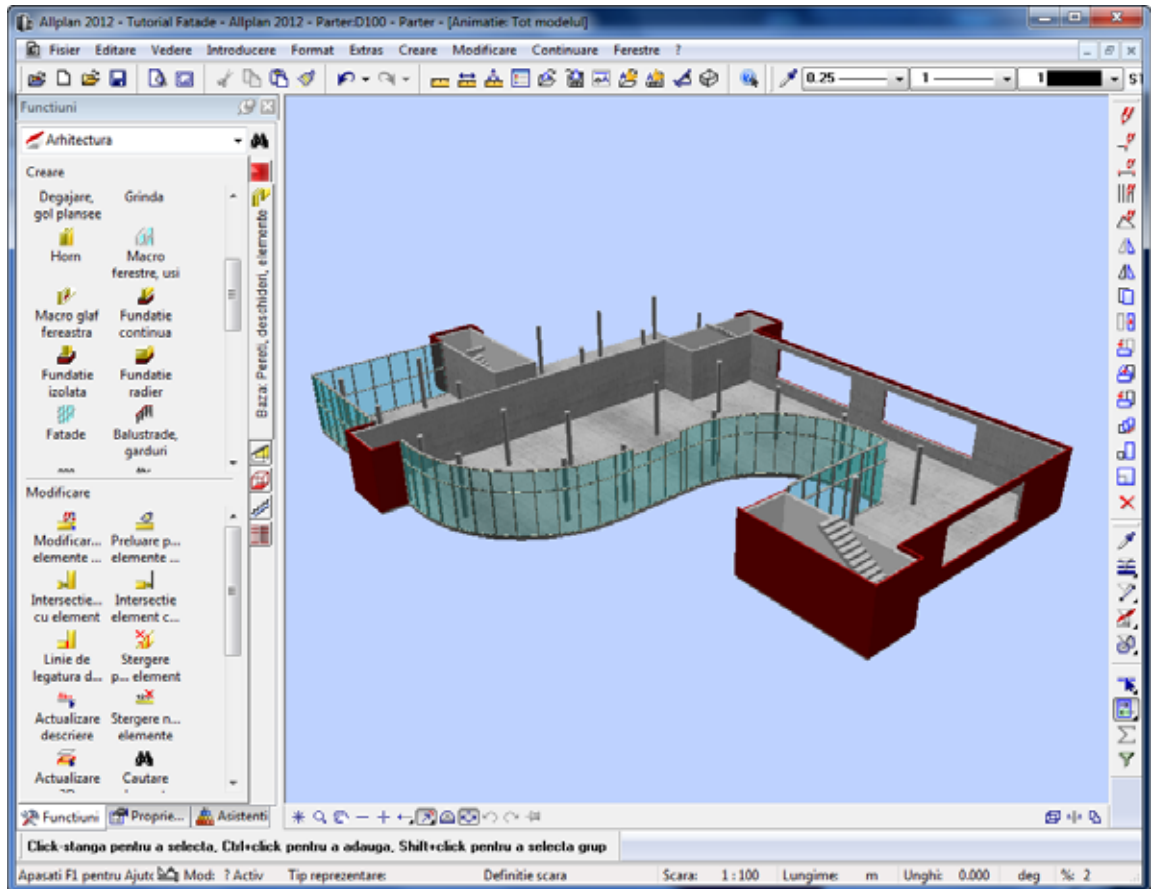 Allplan 2012 - Tutorial Fatade - Allplan 2012 - Parter:D100 - Parter - [Animatie: Tot modelul]
Fisier Editare Vedere Introducere Format Extras Creare Modificare Continuare Ferestre ?
0.25 1 1
Functiuni
Arhitectura
Creare
Degajare, Grinda
gol plansee
Horn Macro
ferestre, usi
Macro glaf Fundatie
fereastra continua
Fundatie Fundatie
izolata radier
Fatade Balustrade,
garduri
Baza: Pereti, deschideri, elemente
Modificare
Modificar... Preluare p...
elemente ... elemente ...
Intersectie... Intersectie
cu element element c...
Linie de Stergere
legatura d... p... element
Actualizare Stergere n...
descriere elemente
Actualizare Cautare
Functiuni Proprie... Asistenti
Click-stanga pentru a selecta, Ctrl+click pentru a adauga, Shift+click pentru a selecta grup
Apasati F1 pentru Ajutc Mod: ? Activ Tip reprezentare: Definitie scara Scara: 1 : 100 Lungime: m Unghi: 0.000 deg %: 2